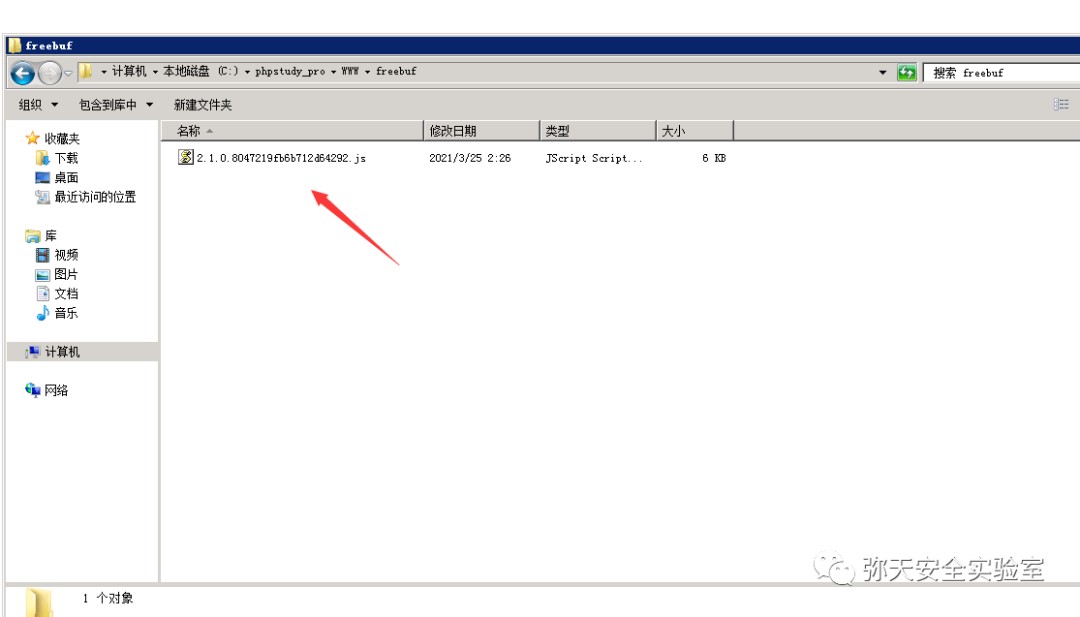 freebuf
计算机 本地磁盘 (C:) phpstudy_pro WWW freebuf
搜索 freebuf
组织 包含到库中 新建文件夹
名称 修改日期 类型 大小
收藏夹
2.1.0.8047219fb6b712d64292.js 2021/3/25 2:26 JScript Script... 6 KB
下载
桌面
最近访问的位置
库
视频
图片
文档
音乐
计算机
网络
弥天安全实验室
1 个对象